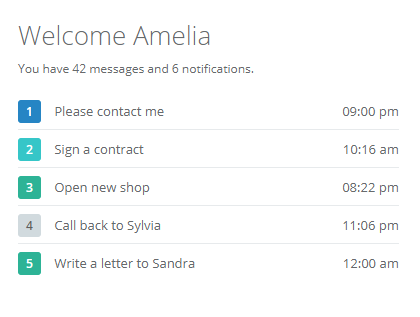 Welcome Amelia
You have 42 messages and 6 notifications.
1 Please contact me 09:00 pm
2 Sign a contract 10:16 am
3 Open new shop 08:22 pm
4 Call back to Sylvia 11:06 pm
5 Write a letter to Sandra 12:00 am